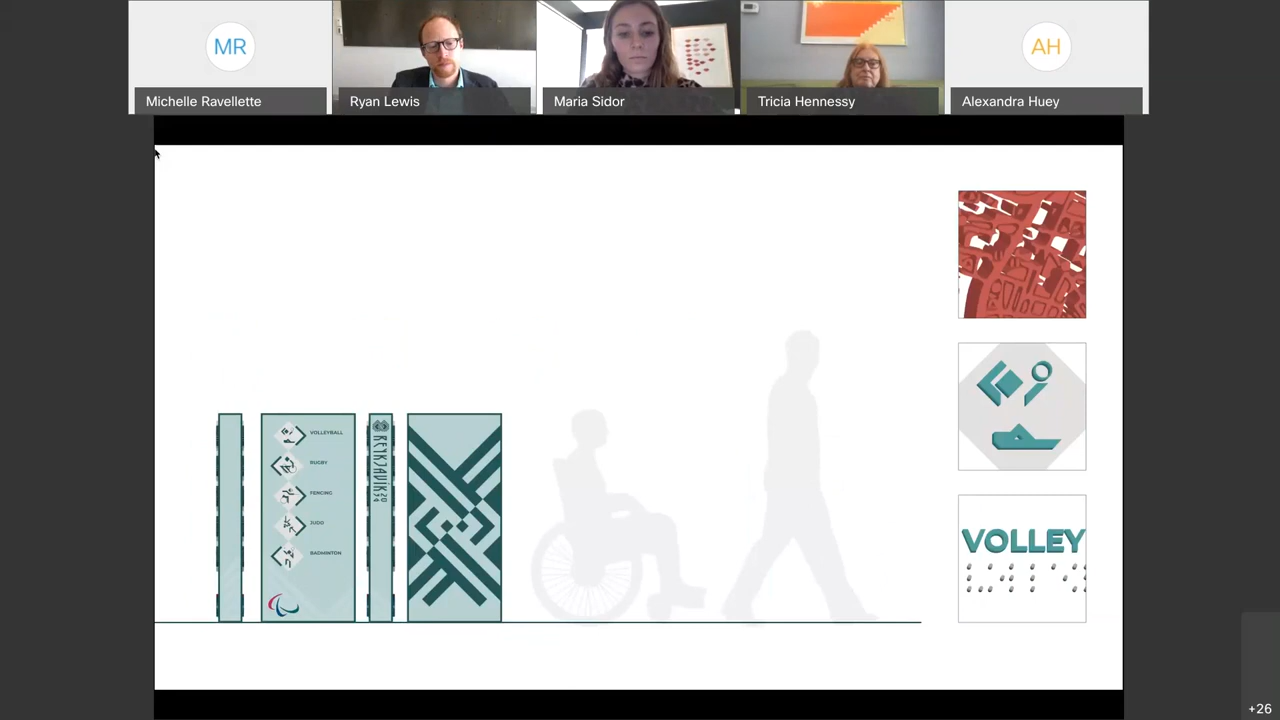 MR
Michelle Ravellette
Ryan Lewis
Maria Sidor
Tricia Hennessy
AH
Alexandra Huey
VOLLEYBALL
RUGBY
FENCING
JUDO
BADMINTON
REYKJAVIK
VOLLEY
+26